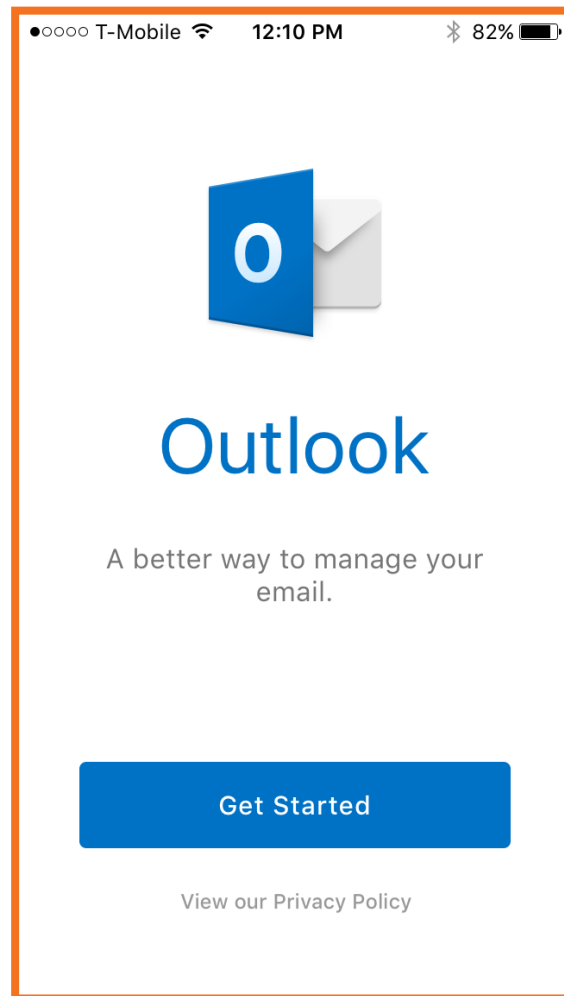 T-Mobile 12:10 PM 82%
O
Outlook
A better way to manage your
email.
Get Started
View our Privacy Policy